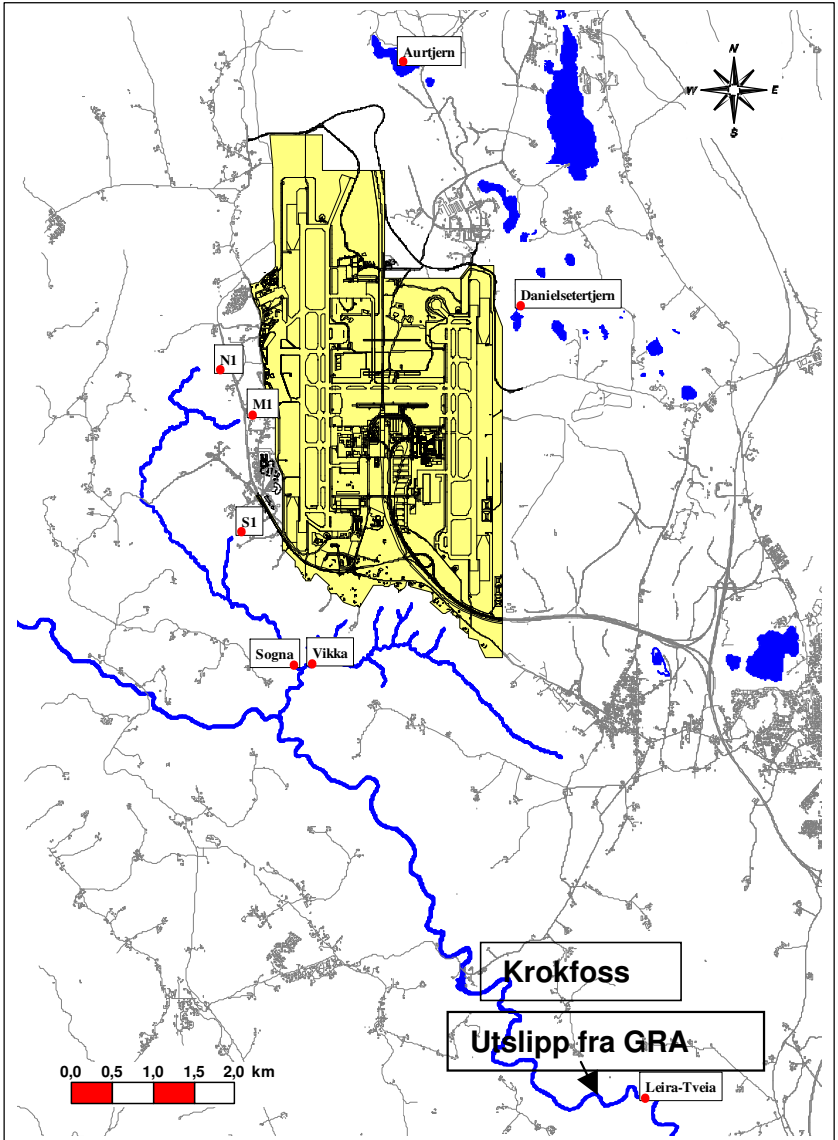 Aurtjern
N
W
E
S
Danielsetertjern
N1
M1
S1
Sogna
Vikka
Krokfoss
Utslipp fra GRA
Leira-Tveia
0,0 0,5 1,0 1,5 2,0 km